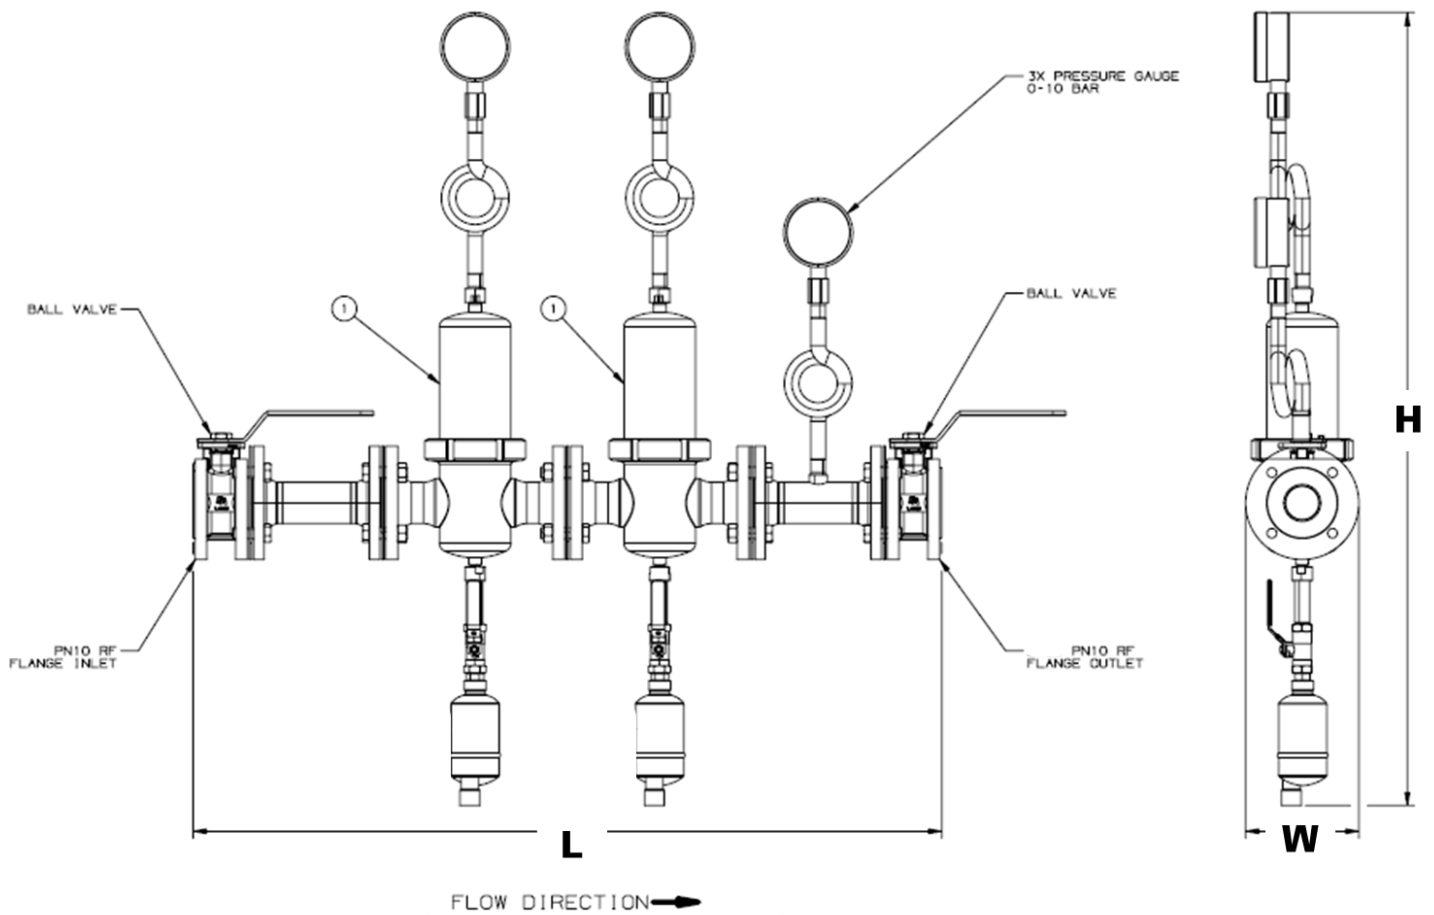 3X PRESSURE GAUGE
0-10 BAR
BALL VALVE
1
1
BALL VALVE
H
PN10 RF
FLANGE INLET
PN10 RF
FLANGE OUTLET
L
W
FLOW DIRECTION